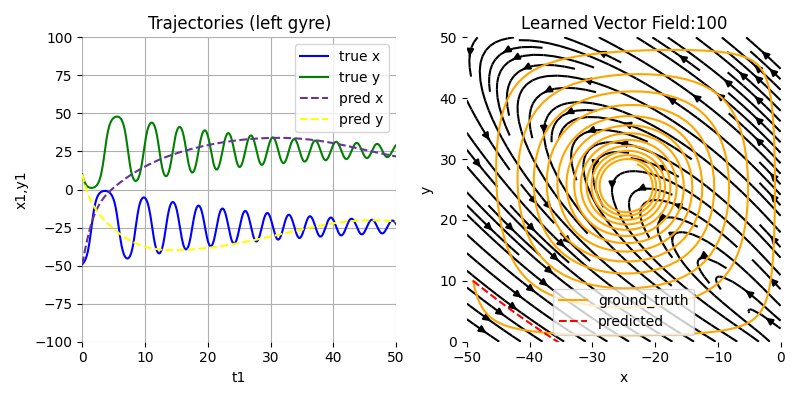 Trajectories (left gyre)
100
75
50
25
0
−25
−50
−75
−100
x1,y1
0
10
20
30
40
50
t1
true x
true y
pred x
pred y
Learned Vector Field:100
50
40
30
20
10
0
y
−50
−40
−30
−20
−10
0
x
ground_truth
predicted